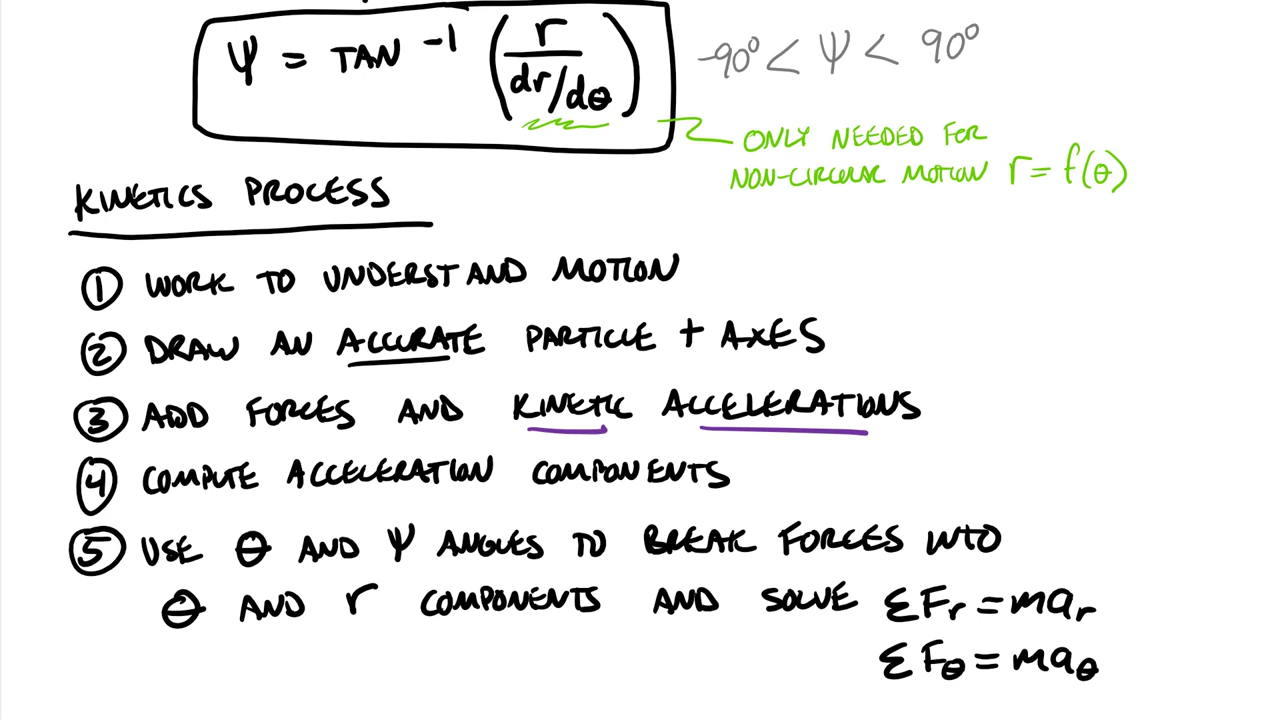 Ψ = TAN⁻¹ (r / dr/dθ) -90° < Ψ < 90°
ONLY NEEDED FOR
NON-CIRCULAR MOTION r = f(θ)
KINETICS PROCESS
① WORK TO UNDERSTAND MOTION
② DRAW AN ACCURATE PARTICLE + AXES
③ ADD FORCES AND KINETIC ACCELERATIONS
④ COMPUTE ACCELERATION COMPONENTS
⑤ USE θ AND Ψ ANGLES TO BREAK FORCES INTO
θ AND r COMPONENTS AND SOLVE ΣFr = mar
ΣFθ = maθ